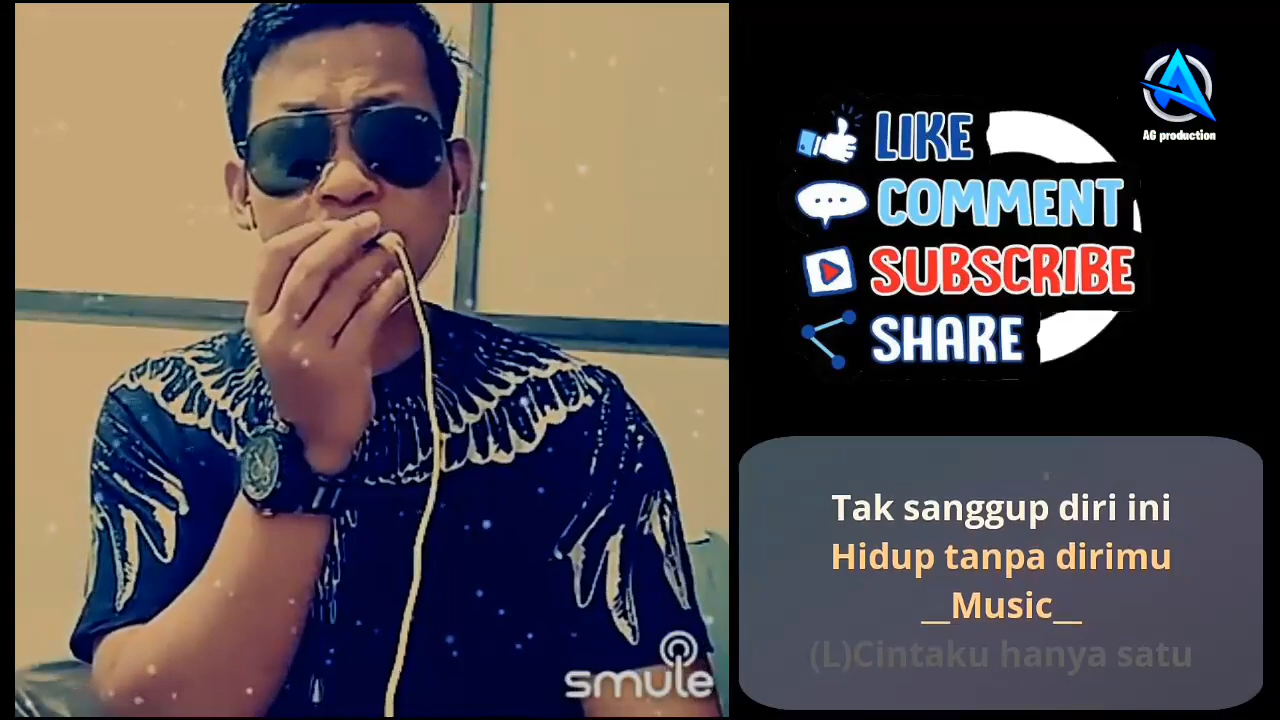 AG production
LIKE
COMMENT
SUBSCRIBE
SHARE
Tak sanggup diri ini
Hidup tanpa dirimu
__Music__
(L)Cintaku hanya satu
smule